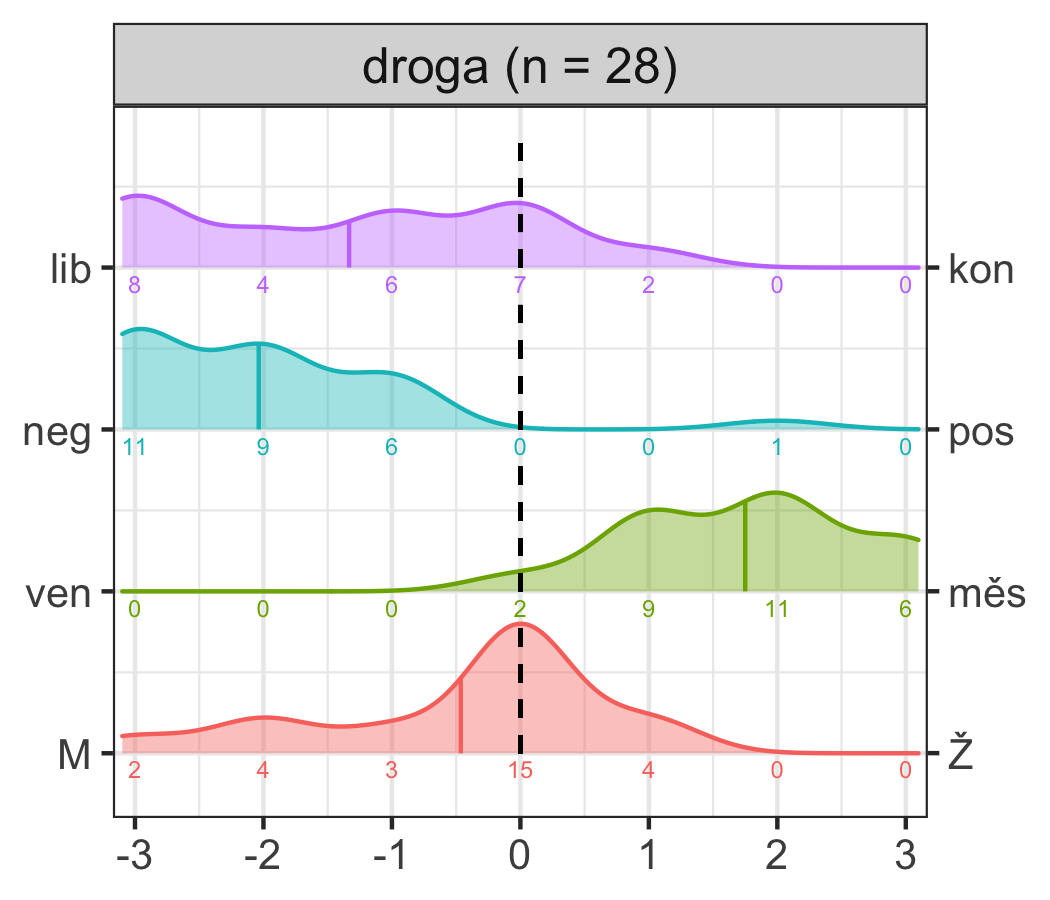 droga (n = 28)
lib kon
8 4 6 7 2 0 0
neg pos
11 9 6 0 0 1 0
ven měs
0 0 0 2 9 11 6
M Ž
2 4 3 15 4 0 0
-3 -2 -1 0 1 2 3